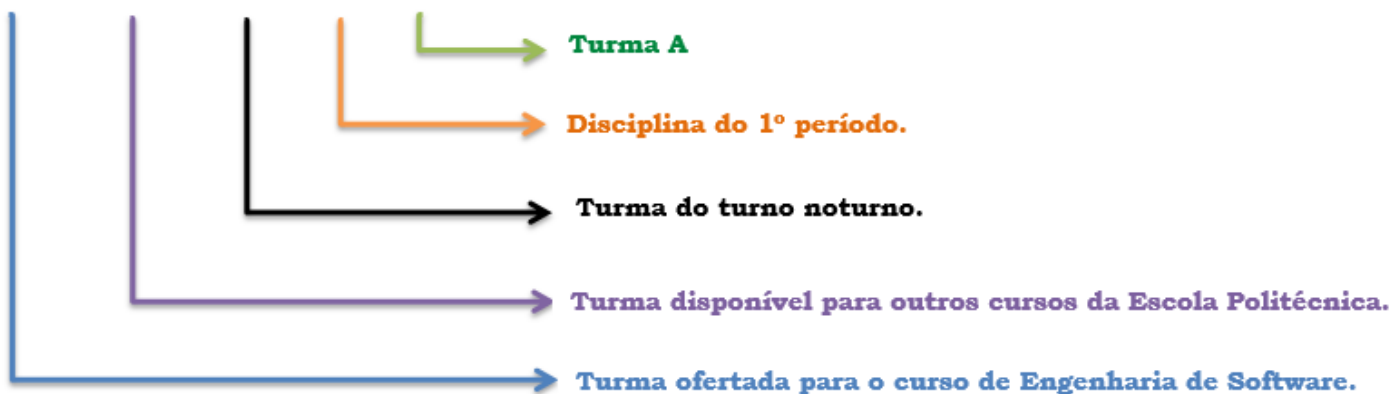 Turma A
Disciplina do 1º período.
Turma do turno noturno.
Turma disponível para outros cursos da Escola Politécnica.
Turma ofertada para o curso de Engenharia de Software.